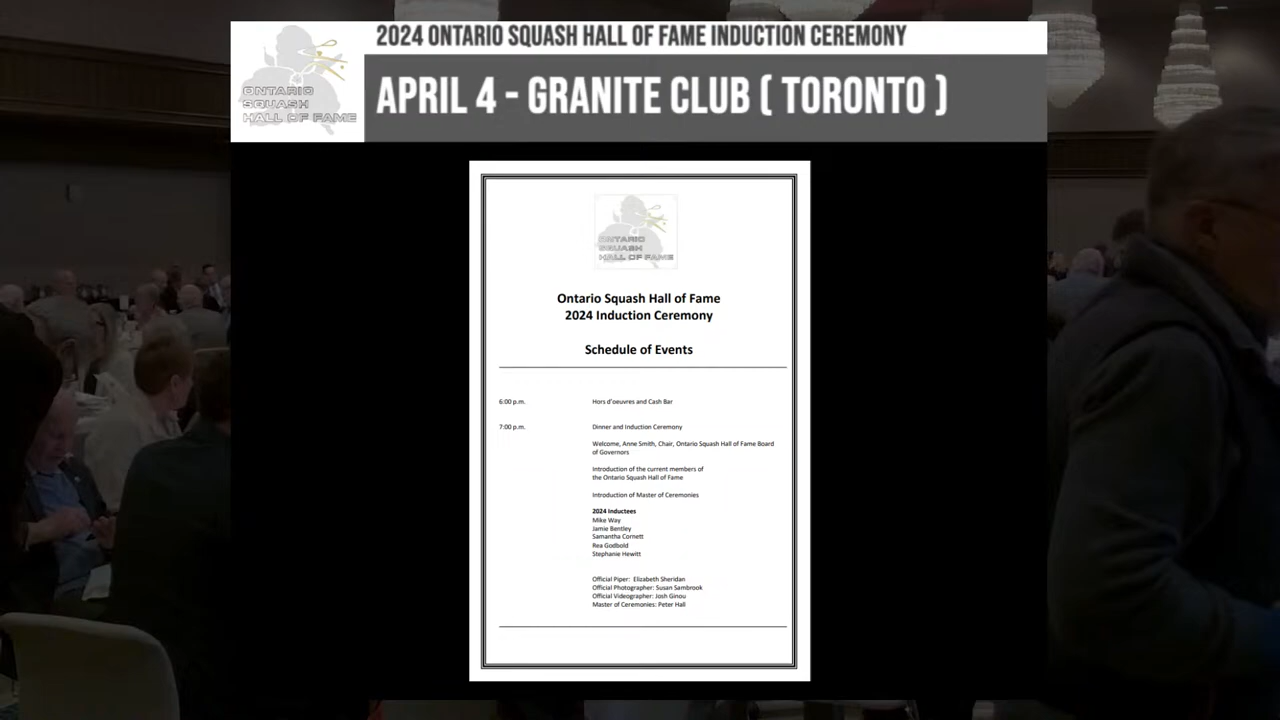 2024 ONTARIO SQUASH HALL OF FAME INDUCTION CEREMONY
ONTARIO
SQUASH
HALL OF FAME
APRIL 4 - GRANITE CLUB ( TORONTO )
ONTARIO
SQUASH
HALL OF FAME
Ontario Squash Hall of Fame
2024 Induction Ceremony
Schedule of Events
6:00 p.m. Hors d'oeuvres and Cash Bar
7:00 p.m. Dinner and Induction Ceremony
Welcome, Anne Smith, Chair, Ontario Squash Hall of Fame Board
of Governors
Introduction of the current members of
the Ontario Squash Hall of Fame
Introduction of Master of Ceremonies
2024 Inductees
Mike Way
Jamie Bentley
Samantha Cornett
Rea Godbold
Stephanie Hewitt
Official Piper: Elizabeth Sheridan
Official Photographer: Susan Sambrook
Official Videographer: Josh Ginou
Master of Ceremonies: Peter Hall